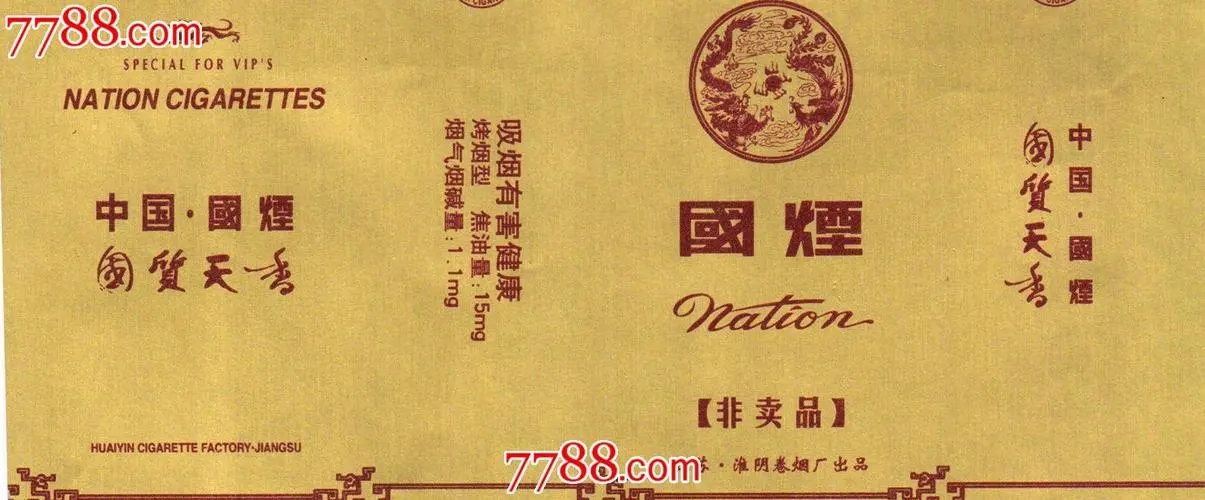 7788.com
SPECIAL FOR VIP'S
NATION CIGARETTES
中国·國煙
國質天香
HUAIYIN CIGARETTE FACTORY·JIANGSU
吸烟有害健康
烤烟型 焦油量:15mg
烟气烟碱量:1.1mg
國煙
Nation
【非卖品】
苏·淮阴卷烟厂出品
7788.com
中国·國煙
國質天香